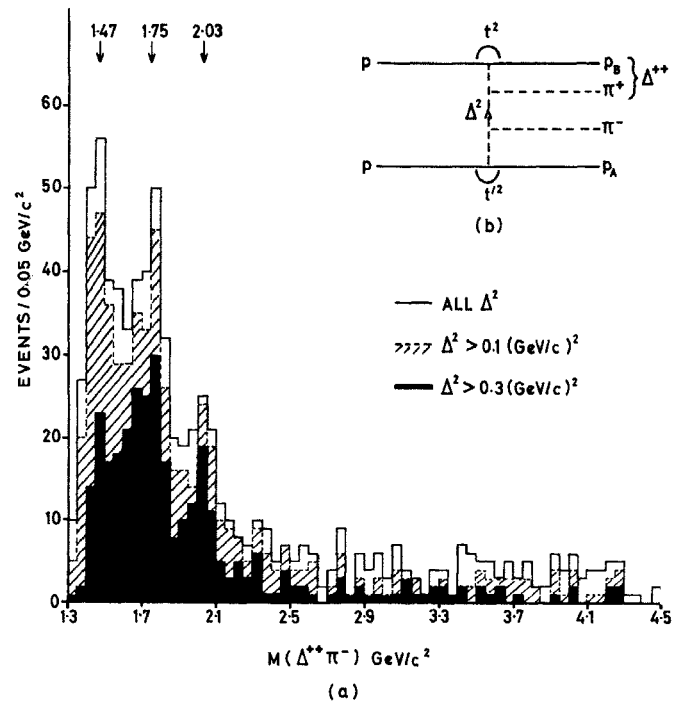 1·47 1·75 2·03
60
50
40
30
20
10
0
EVENTS / 0.05 GeV/c²
1·3 1·7 2·1 2·5 2·9 3·3 3·7 4·1 4·5
M (Δ⁺⁺π⁻) GeV/c²
(a)
t²
p p_B } Δ⁺⁺
π⁺
Δ²
π⁻
p p_A
t'²
(b)
ALL Δ²
Δ² > 0.1 (GeV/c)²
Δ² > 0.3 (GeV/c)²